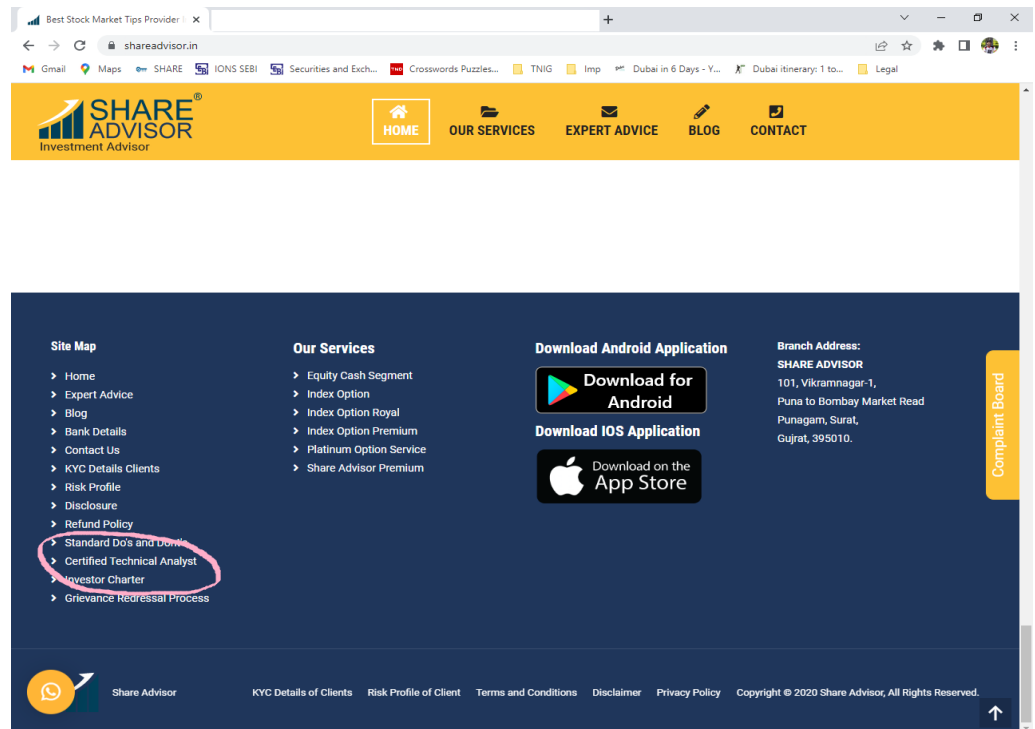 Best Stock Market Tips Provider
shareadvisor.in
Gmail Maps SHARE IONS SEBI Securities and Exch... Crosswords Puzzles... TNIG Imp Dubai in 6 Days - Y... Dubai itinerary: 1 to... Legal
SHARE®
ADVISOR
Investment Advisor
HOME OUR SERVICES EXPERT ADVICE BLOG CONTACT
Site Map
Home
Expert Advice
Blog
Bank Details
Contact Us
KYC Details Clients
Risk Profile
Disclosure
Refund Policy
Standard Do's and Dont's
Certified Technical Analyst
Investor Charter
Grievance Redressal Process
Our Services
Equity Cash Segment
Index Option
Index Option Royal
Index Option Premium
Platinum Option Service
Share Advisor Premium
Download Android Application
Download for
Android
Download IOS Application
Download on the
App Store
Branch Address:
SHARE ADVISOR
101, Vikramnagar-1,
Puna to Bombay Market Read
Punagam, Surat,
Gujrat, 395010.
Complaint Board
Share Advisor KYC Details of Clients Risk Profile of Client Terms and Conditions Disclaimer Privacy Policy Copyright © 2020 Share Advisor, All Rights Reserved.